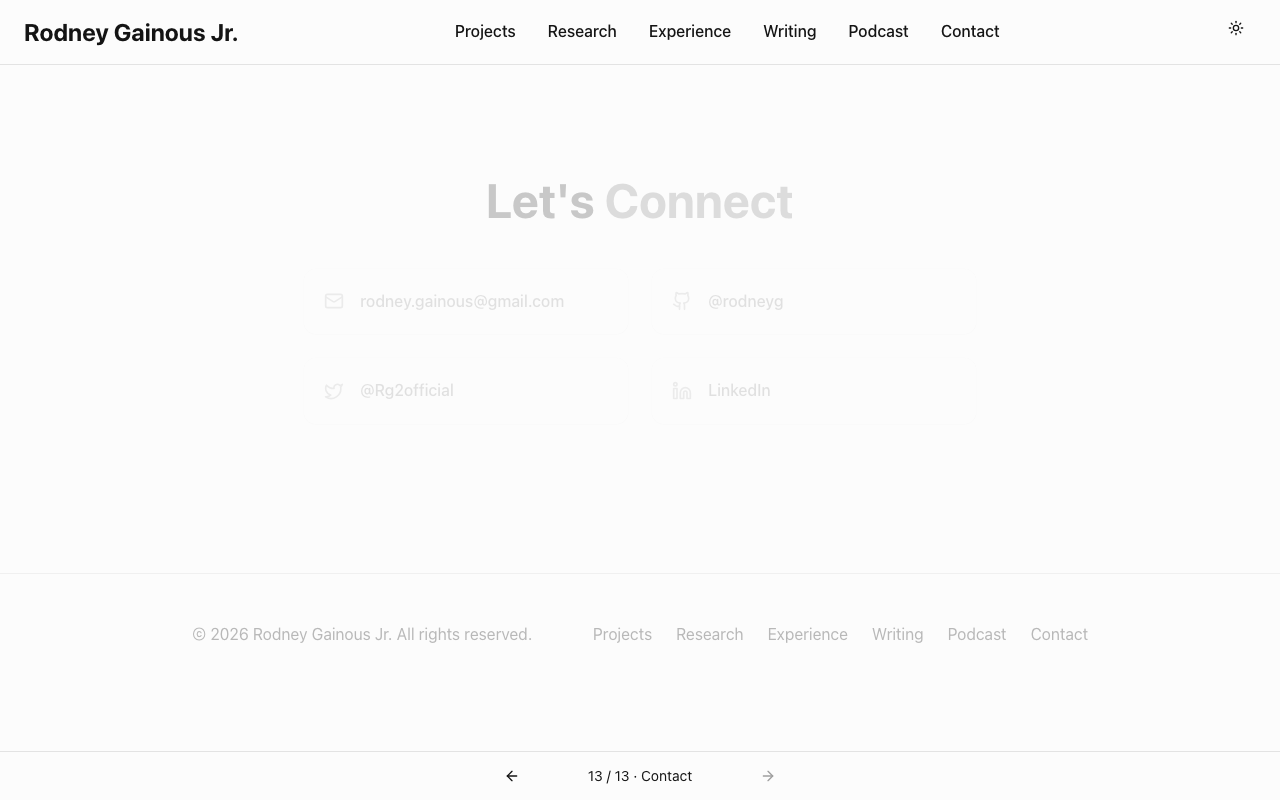 Rodney Gainous Jr. Projects Research Experience Writing Podcast Contact
Let's Connect
rodney.gainous@gmail.com @rodneyg
@Rg2official LinkedIn
© 2026 Rodney Gainous Jr. All rights reserved. Projects Research Experience Writing Podcast Contact
13 / 13 · Contact